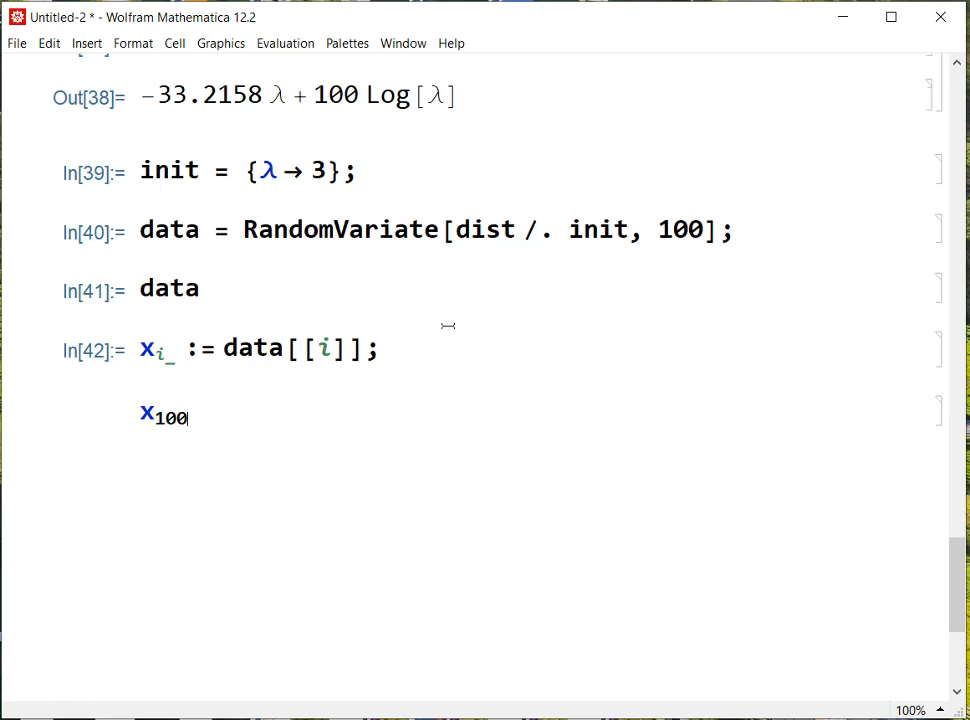 Untitled-2 * - Wolfram Mathematica 12.2
File Edit Insert Format Cell Graphics Evaluation Palettes Window Help
Out[38]= -33.2158 λ + 100 Log[λ]
In[39]:= init = {λ → 3};
In[40]:= data = RandomVariate[dist /. init, 100];
In[41]:= data
In[42]:= xi_ := data[[i]];
x100
100%